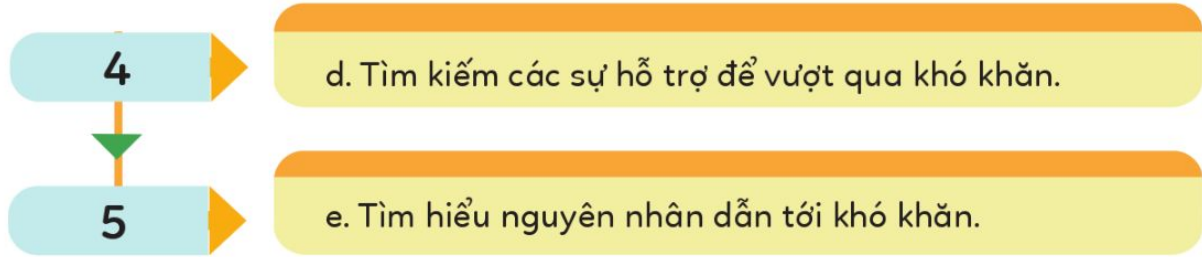 4
d. Tìm kiếm các sự hỗ trợ để vượt qua khó khăn.
5
e. Tìm hiểu nguyên nhân dẫn tới khó khăn.